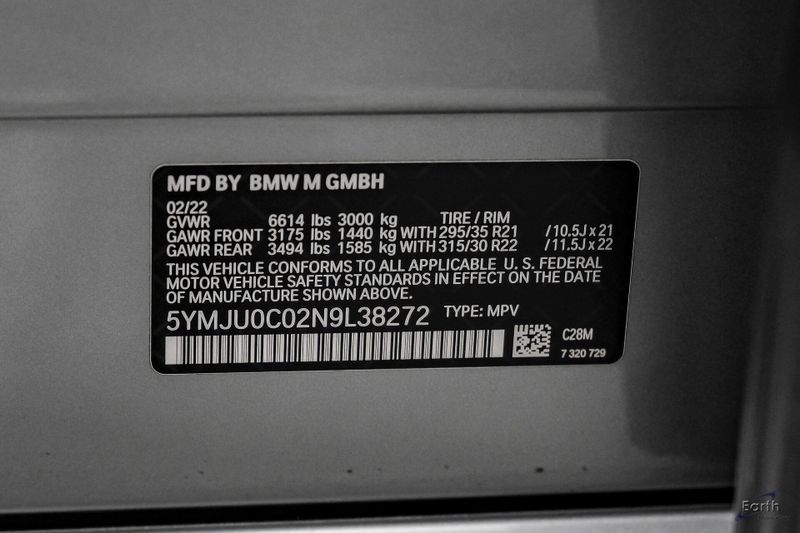 MFD BY BMW M GMBH
02/22
GVWR 6614 lbs 3000 kg TIRE / RIM
GAWR FRONT 3175 lbs 1440 kg WITH 295/35 R21 /10.5J x 21
GAWR REAR 3494 lbs 1585 kg WITH 315/30 R22 /11.5J x 22
THIS VEHICLE CONFORMS TO ALL APPLICABLE U. S. FEDERAL
MOTOR VEHICLE SAFETY STANDARDS IN EFFECT ON THE DATE
OF MANUFACTURE SHOWN ABOVE.
5YMJU0C02N9L38272 TYPE: MPV
C28M
7 320 729
Earth